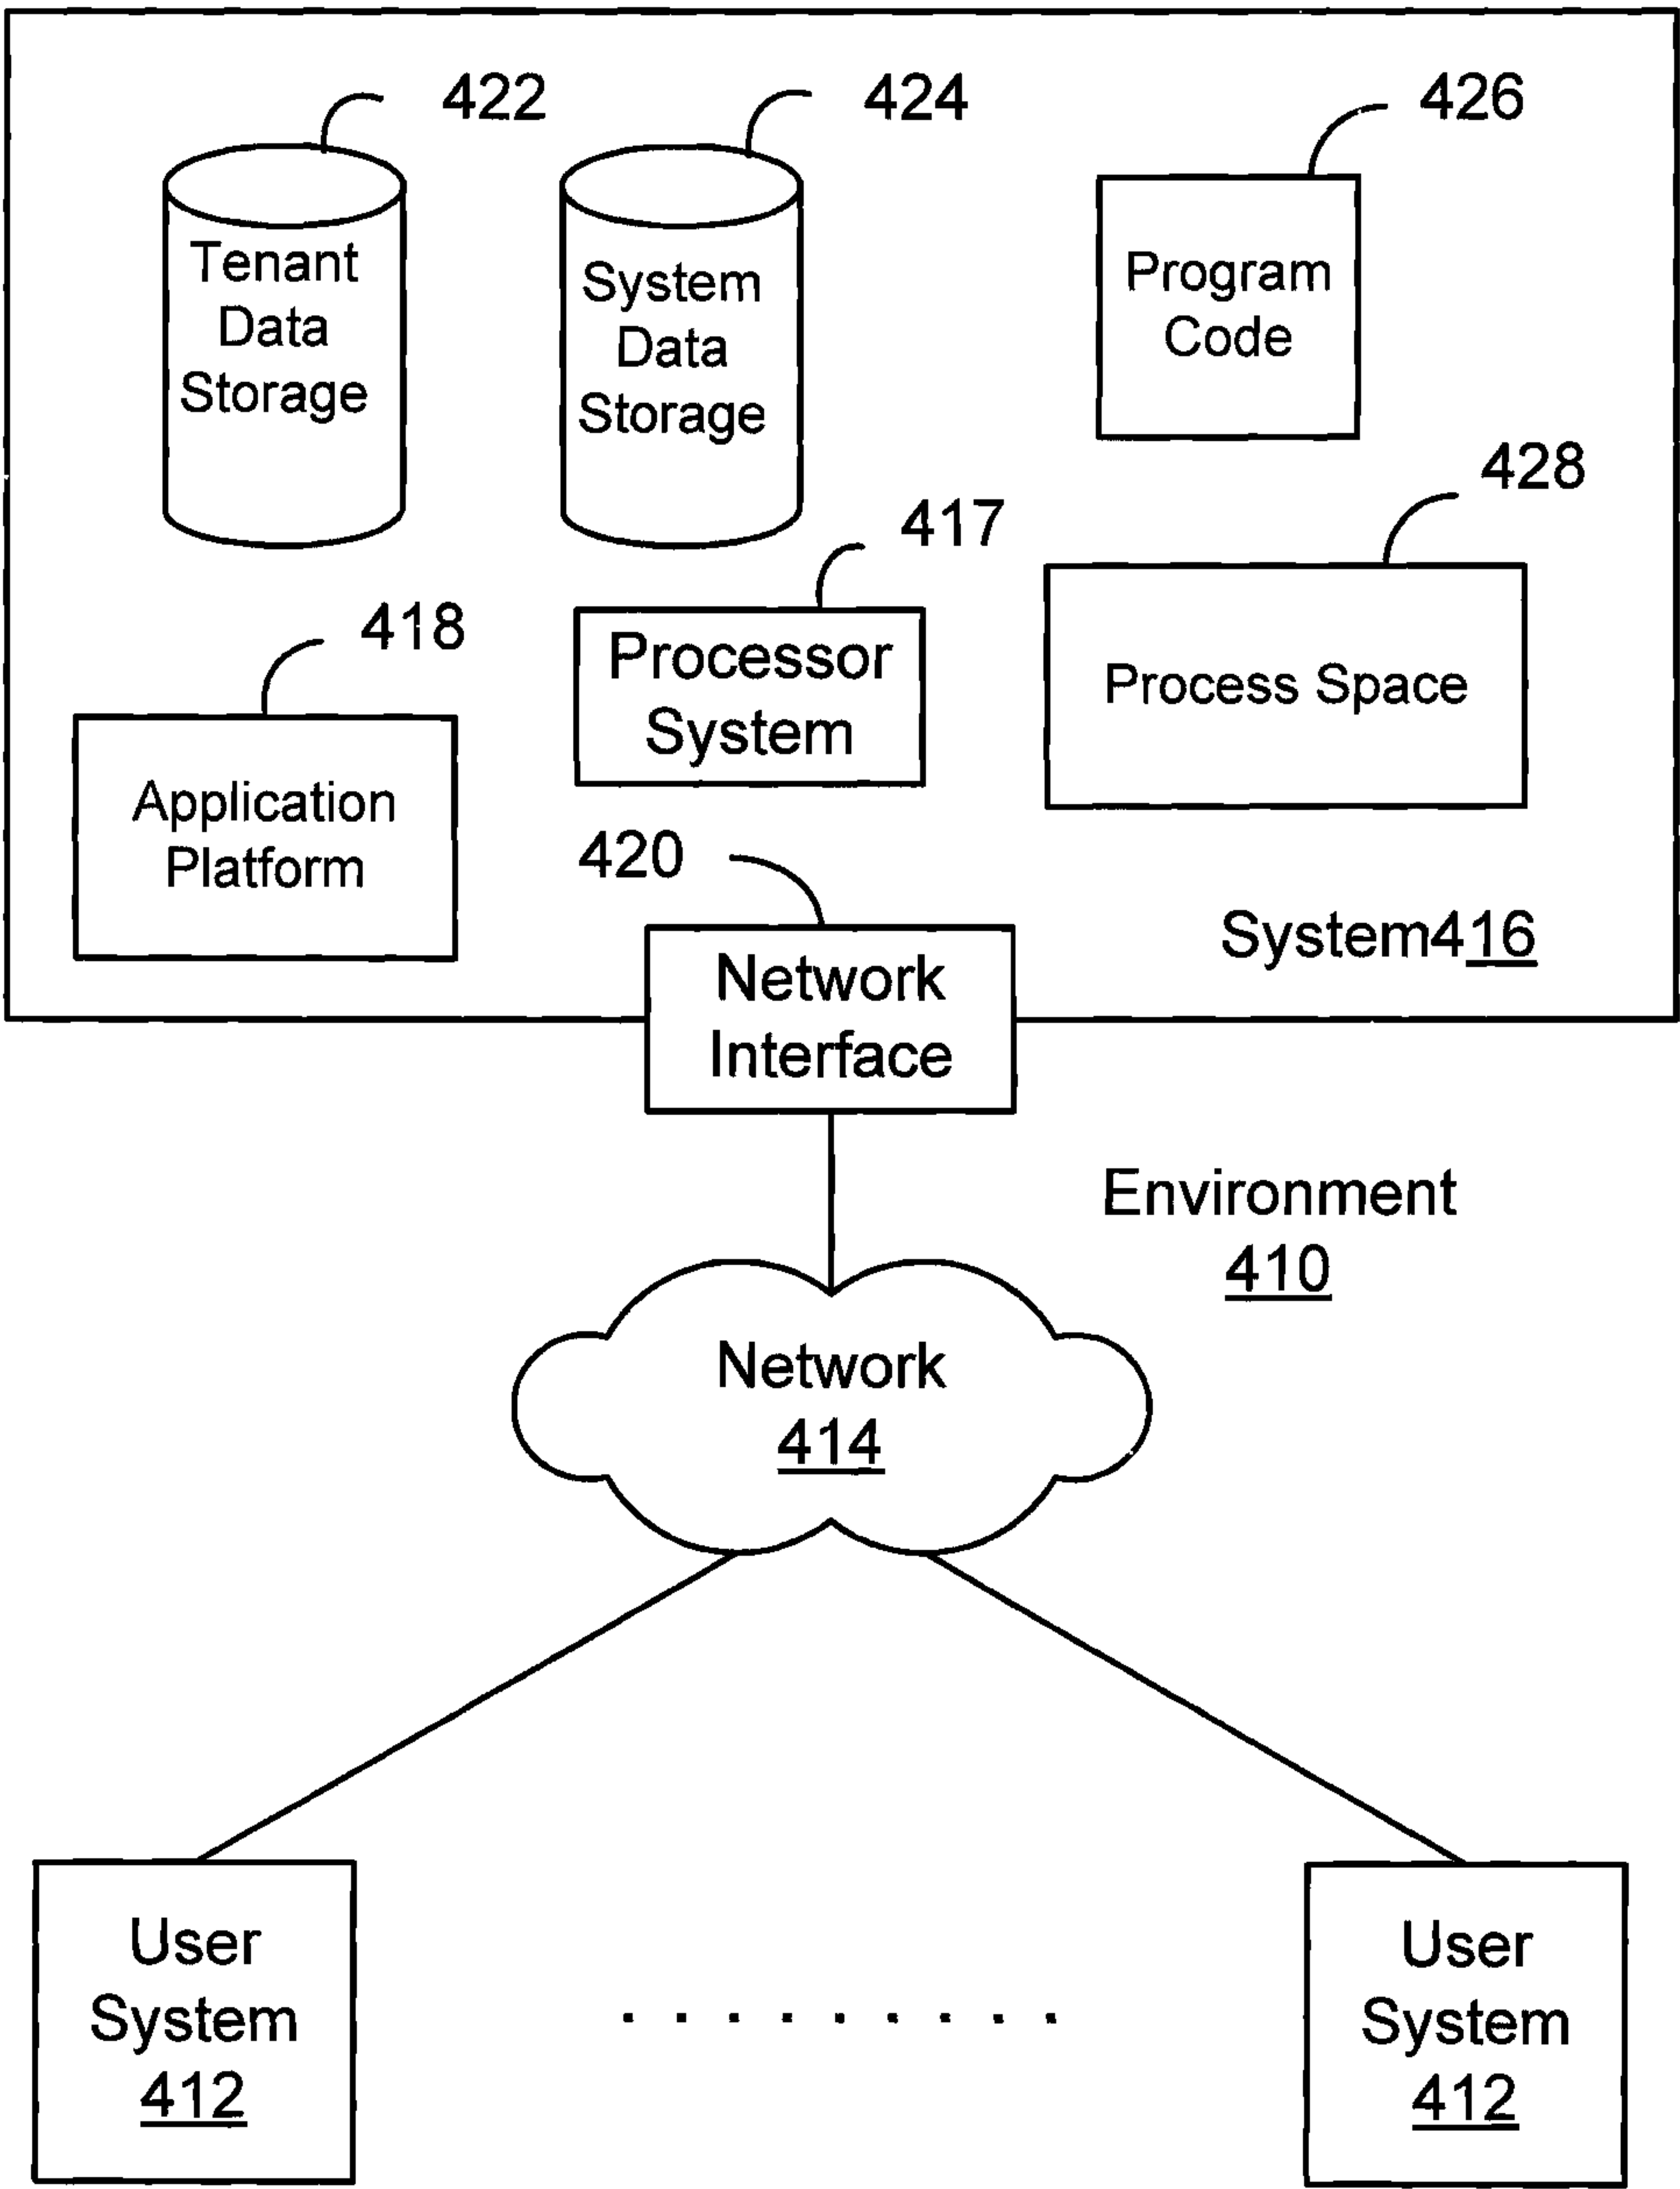 422
424
426
Tenant
Data
Storage
System
Data
Storage
Program
Code
428
417
418
Processor
System
Process Space
Application
Platform
420
System416
Network
Interface
Environment
410
Network
414
User
System
412
User
System
412